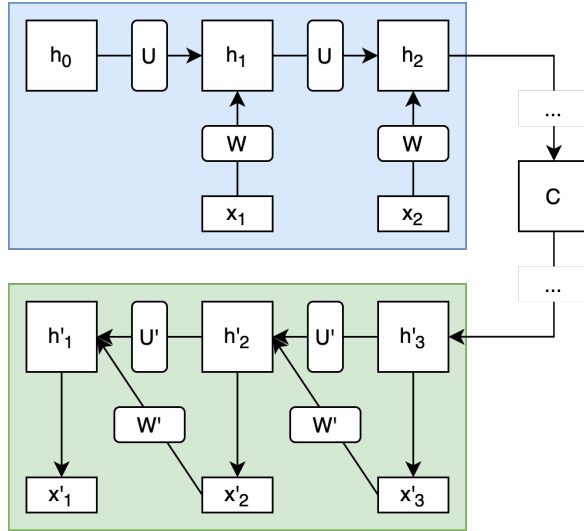 h₀ U h₁ U h₂
...
W W
C
x₁ x₂
...
h'₁ U' h'₂ U' h'₃
W' W'
x'₁ x'₂ x'₃